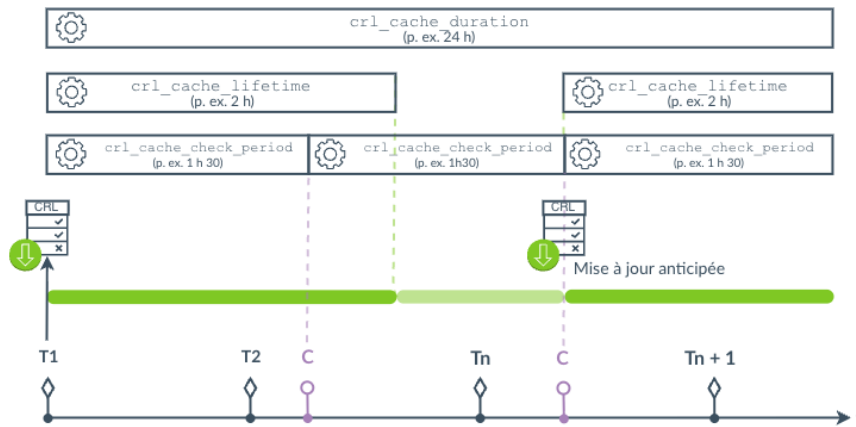 crl_cache_duration
(p. ex. 24 h)
crl_cache_lifetime
(p. ex. 2 h)
crl_cache_lifetime
(p. ex. 2 h)
crl_cache_check_period
(p. ex. 1 h 30)
crl_cache_check_period
(p. ex. 1h30)
crl_cache_check_period
(p. ex. 1 h 30)
CRL
CRL
Mise à jour anticipée
T1
T2
C
Tn
C
Tn + 1